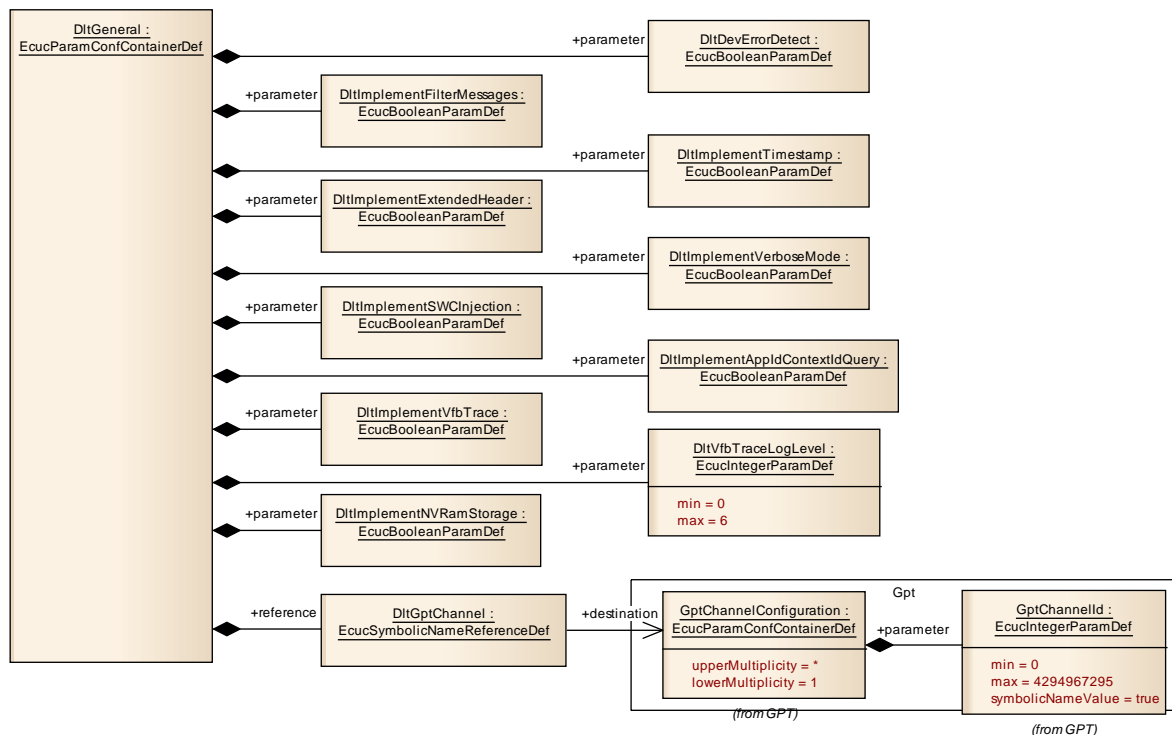 DltGeneral :
EcucParamConfContainerDef
+parameter
DltDevErrorDetect :
EcucBooleanParamDef
+parameter
DltImplementFilterMessages:
EcucBooleanParamDef
+parameter
DltImplementTimestamp :
EcucBooleanParamDef
+parameter
DltImplementExtendedHeader :
EcucBooleanParamDef
+parameter
DltImplementVerboseMode :
EcucBooleanParamDef
+parameter
DltImplementSWCInjection :
EcucBooleanParamDef
+parameter
DltImplementAppIdContextIdQuery :
EcucBooleanParamDef
+parameter
DltImplementVfbTrace :
EcucBooleanParamDef
+parameter
DltVfbTraceLogLevel :
EcucIntegerParamDef
min = 0
max = 6
+parameter
DltImplementNVRamStorage :
EcucBooleanParamDef
+reference
DltGptChannel :
EcucSymbolicNameReferenceDef
+destination
Gpt
GptChannelConfiguration :
EcucParamConfContainerDef
upperMultiplicity = *
lowerMultiplicity = 1
(from GPT)
+parameter
GptChannelId :
EcucIntegerParamDef
min = 0
max = 4294967295
symbolicNameValue = true
(from GPT)